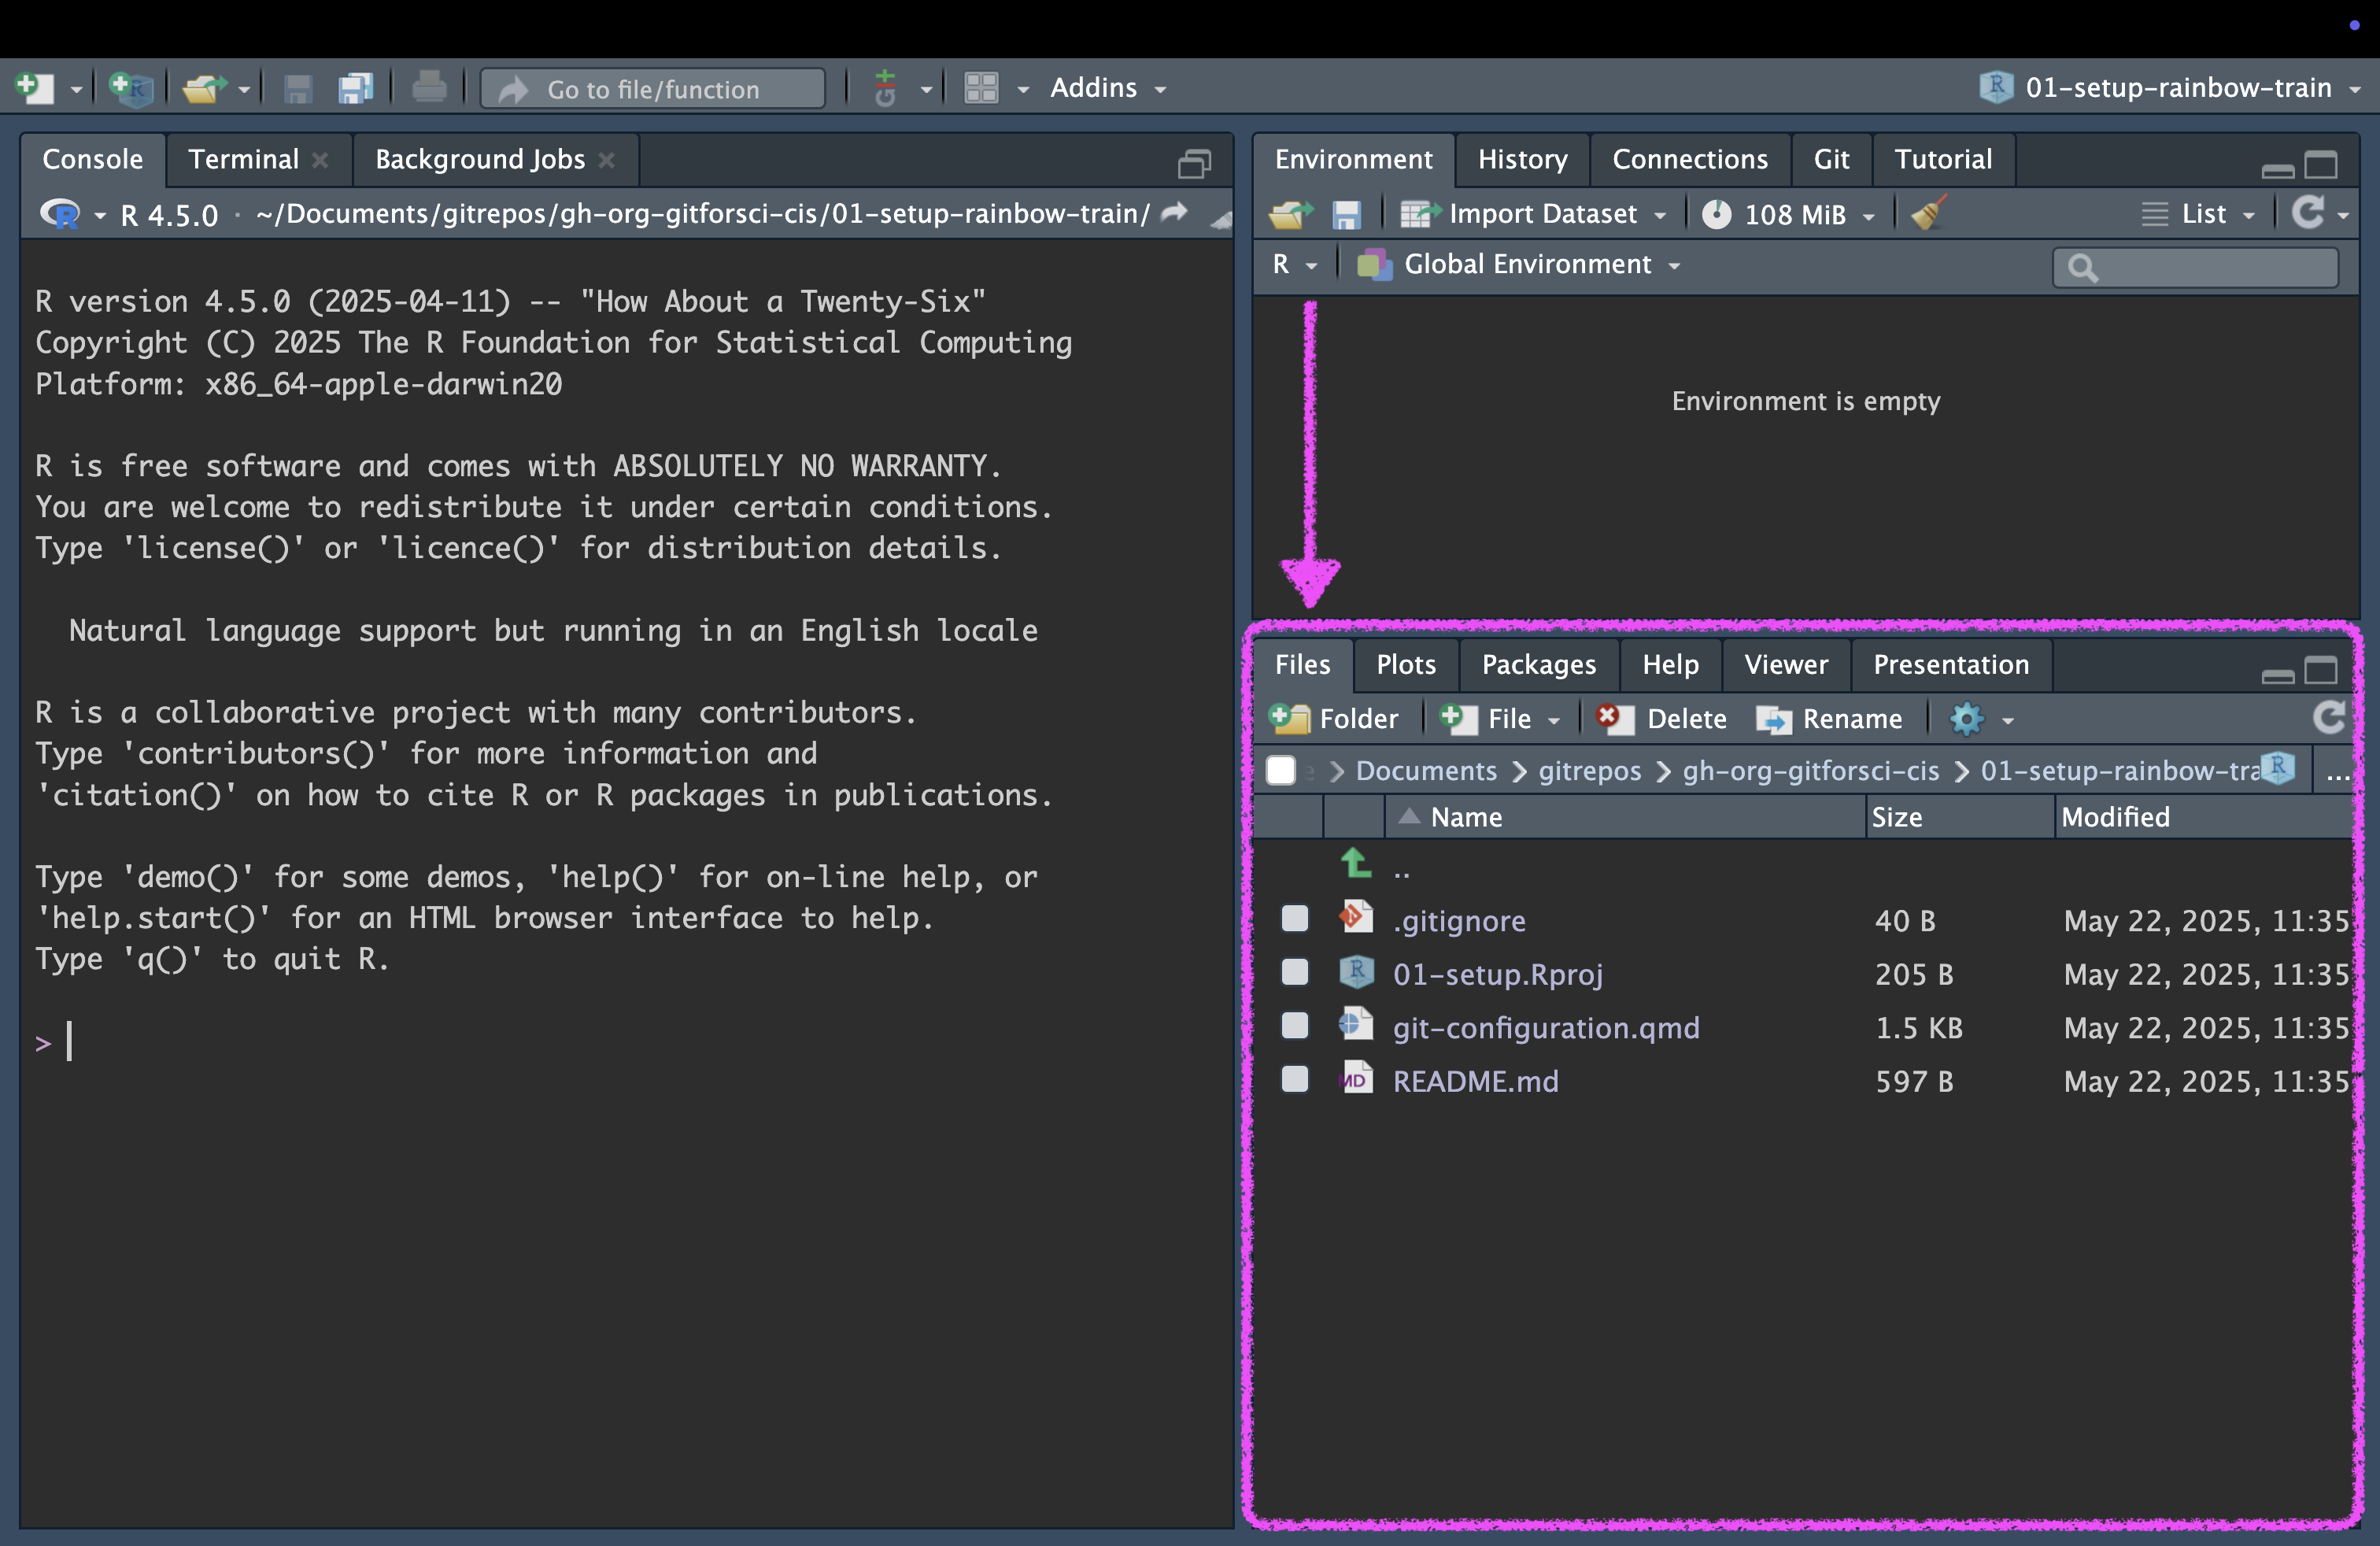 Go to file/function
Addins
01-setup-rainbow-train
Console
Terminal
Background Jobs
R 4.5.0 · ~/Documents/gitrepos/gh-org-gitforsci-cis/01-setup-rainbow-train/
R version 4.5.0 (2025-04-11) -- "How About a Twenty-Six"
Copyright (C) 2025 The R Foundation for Statistical Computing
Platform: x86_64-apple-darwin20
R is free software and comes with ABSOLUTELY NO WARRANTY.
You are welcome to redistribute it under certain conditions.
Type 'license()' or 'licence()' for distribution details.
Natural language support but running in an English locale
R is a collaborative project with many contributors.
Type 'contributors()' for more information and
'citation()' on how to cite R or R packages in publications.
Type 'demo()' for some demos, 'help()' for on-line help, or
'help.start()' for an HTML browser interface to help.
Type 'q()' to quit R.
>
Environment
History
Connections
Git
Tutorial
Import Dataset
108 MiB
List
R
Global Environment
Environment is empty
Files
Plots
Packages
Help
Viewer
Presentation
Folder
File
Delete
Rename
e > Documents > gitrepos > gh-org-gitforsci-cis > 01-setup-rainbow-tra ...
Name Size Modified
..
.gitignore 40 B May 22, 2025, 11:35
01-setup.Rproj 205 B May 22, 2025, 11:35
git-configuration.qmd 1.5 KB May 22, 2025, 11:35
README.md 597 B May 22, 2025, 11:35